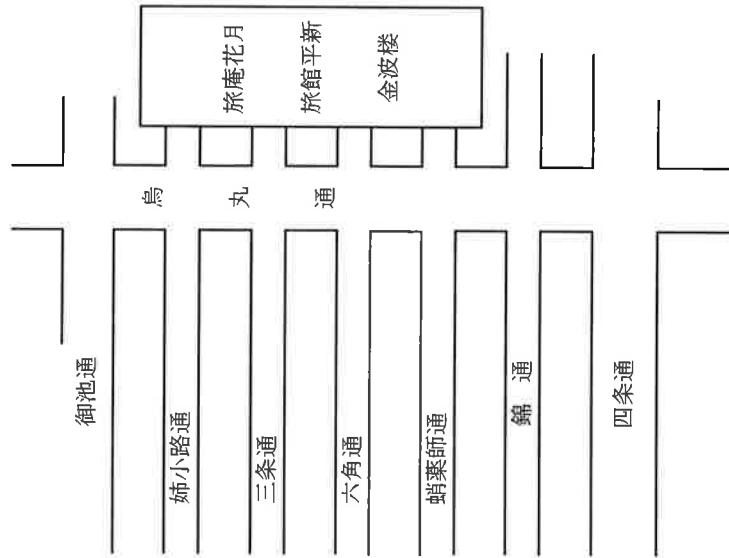 旅庵花月
旅館平新
金波楼
烏丸通
御池通
姉小路通
三条通
六角通
蛸薬師通
錦通
四条通